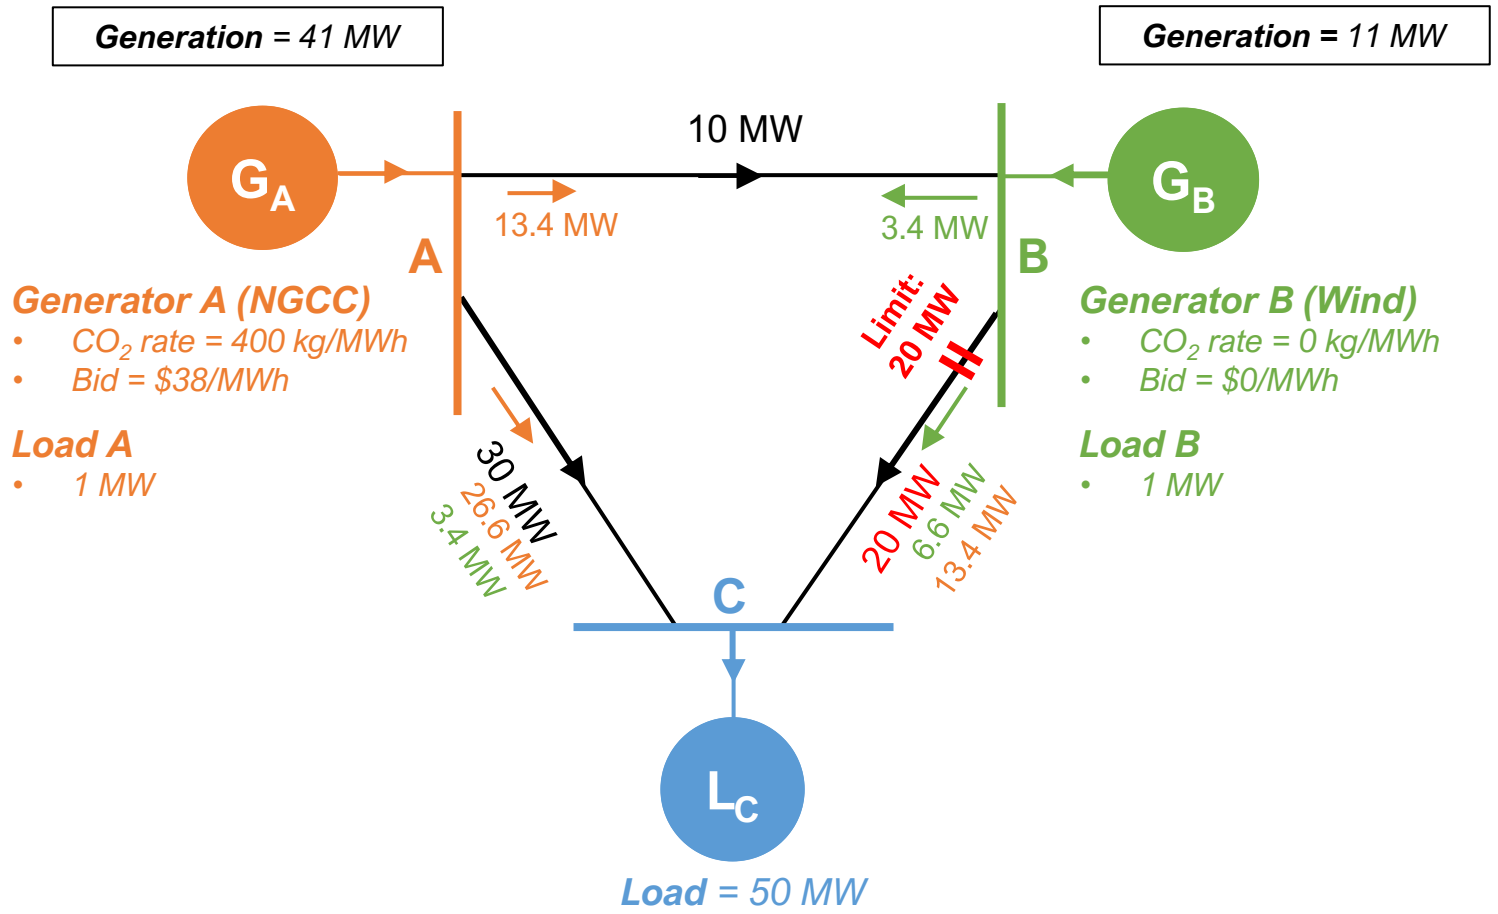 Generation = 41 MW
Generation = 11 MW
G_A
10 MW
G_B
13.4 MW
3.4 MW
A
B
Generator A (NGCC)
• CO₂ rate = 400 kg/MWh
• Bid = $38/MWh
Load A
• 1 MW
Limit:
20 MW
Generator B (Wind)
• CO₂ rate = 0 kg/MWh
• Bid = $0/MWh
Load B
• 1 MW
30 MW
26.6 MW
3.4 MW
20 MW
6.6 MW
13.4 MW
C
L_C
Load = 50 MW